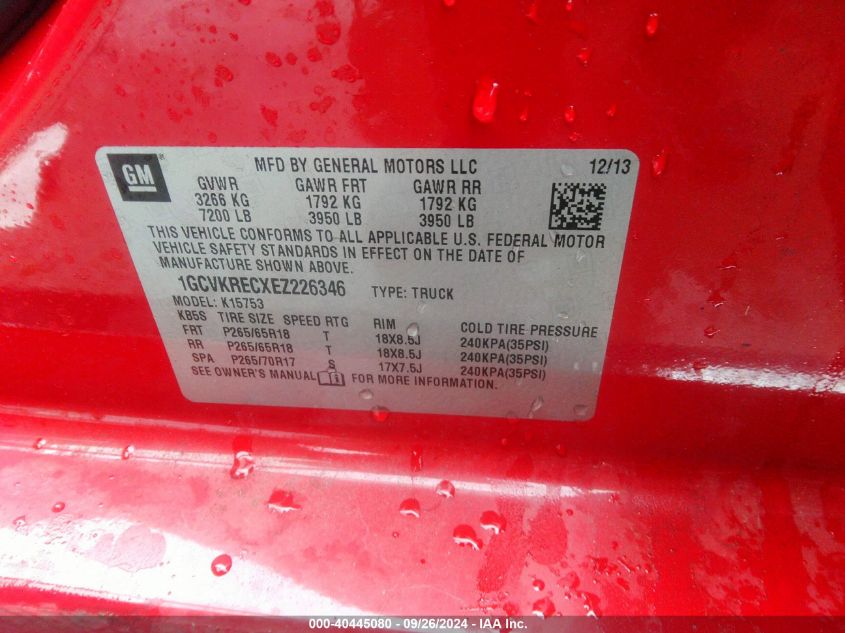 GM
MFD BY GENERAL MOTORS LLC 12/13
GVWR GAWR FRT GAWR RR
3266 KG 1792 KG 1792 KG
7200 LB 3950 LB 3950 LB
THIS VEHICLE CONFORMS TO ALL APPLICABLE U.S. FEDERAL MOTOR
VEHICLE SAFETY STANDARDS IN EFFECT ON THE DATE OF
MANUFACTURE SHOWN ABOVE.
1GCVKRECXEZ226346 TYPE: TRUCK
MODEL: K15753
KB5S TIRE SIZE SPEED RTG RIM COLD TIRE PRESSURE
FRT P265/65R18 T 18X8.5J 240KPA(35PSI)
RR P265/65R18 T 18X8.5J 240KPA(35PSI)
SPA P265/70R17 S 17X7.5J 240KPA(35PSI)
SEE OWNER'S MANUAL FOR MORE INFORMATION.
000-40445080 - 09/26/2024 - IAA Inc.